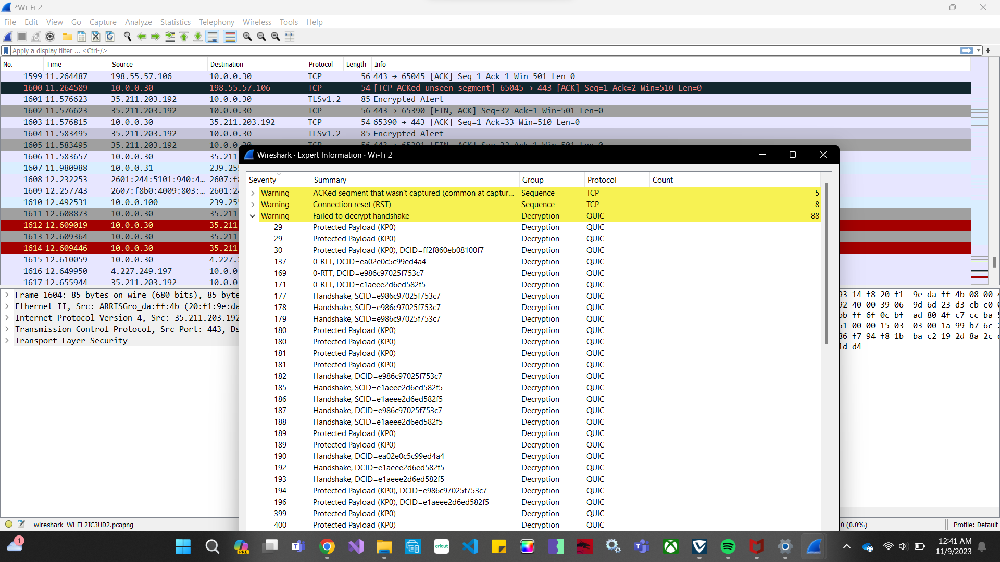 *Wi-Fi 2
File Edit View Go Capture Analyze Statistics Telephony Wireless Tools Help
Apply a display filter ... <Ctrl-/>
No. Time Source Destination Protocol Length Info
1599 11.264487 198.55.57.106 10.0.0.30 TCP 56 443 → 65045 [ACK] Seq=1 Ack=1 Win=501 Len=0
1600 11.264589 10.0.0.30 198.55.57.106 TCP 54 [TCP ACKed unseen segment] 65045 → 443 [ACK] Seq=1 Ack=2 Win=510 Len=0
1601 11.576623 35.211.203.192 10.0.0.30 TLSv1.2 85 Encrypted Alert
1602 11.576623 35.211.203.192 10.0.0.30 TCP 56 443 → 65390 [FIN, ACK] Seq=32 Ack=1 Win=501 Len=0
1603 11.576815 10.0.0.30 35.211.203.192 TCP 54 65390 → 443 [ACK] Seq=1 Ack=33 Win=510 Len=0
1604 11.583495 35.211.203.192 10.0.0.30 TLSv1.2 85 Encrypted Alert
1605 11.583495 35.211.203.192 10.0.0.30 TCP 56 443 → 65391 [FIN, ACK] Seq=32 Ack=1 Win=501 Len=0
1606 11.583657 10.0.0.30 35.211
1607 11.980988 10.0.0.31 239.25
1608 12.232253 2601:244:5101:940:4… 2607:f
1609 12.257743 2607:f8b0:4009:803:… 2601:2
1610 12.492531 10.0.0.100 239.25
1611 12.608873 10.0.0.30 35.211
1612 12.609019 10.0.0.30 35.211
1613 12.609364 10.0.0.30 35.211
1614 12.609446 10.0.0.30 35.211
1615 12.610059 10.0.0.30 4.227.
1616 12.649950 4.227.249.197 10.0.0
1617 12.655944 35.211.203.192 10.0.0
Wireshark · Expert Information · Wi-Fi 2
Severity Summary Group Protocol Count
Warning ACKed segment that wasn't captured (common at captur... Sequence TCP 5
Warning Connection reset (RST) Sequence TCP 8
Warning Failed to decrypt handshake Decryption QUIC 88
29 Protected Payload (KP0) Decryption QUIC
29 Protected Payload (KP0) Decryption QUIC
30 Protected Payload (KP0), DCID=ff2f860eb08100f7 Decryption QUIC
137 0-RTT, DCID=ea02e0c5c99ed4a4 Decryption QUIC
169 0-RTT, DCID=e986c97025f753c7 Decryption QUIC
171 0-RTT, DCID=c1aeee2d6ed582f5 Decryption QUIC
177 Handshake, SCID=e986c97025f753c7 Decryption QUIC
178 Handshake, SCID=e986c97025f753c7 Decryption QUIC
179 Handshake, SCID=e986c97025f753c7 Decryption QUIC
180 Protected Payload (KP0) Decryption QUIC
180 Protected Payload (KP0) Decryption QUIC
181 Protected Payload (KP0) Decryption QUIC
181 Protected Payload (KP0) Decryption QUIC
182 Handshake, DCID=e986c97025f753c7 Decryption QUIC
185 Handshake, SCID=e1aeee2d6ed582f5 Decryption QUIC
186 Handshake, SCID=e1aeee2d6ed582f5 Decryption QUIC
187 Handshake, DCID=e986c97025f753c7 Decryption QUIC
188 Handshake, SCID=e1aeee2d6ed582f5 Decryption QUIC
189 Protected Payload (KP0) Decryption QUIC
189 Protected Payload (KP0) Decryption QUIC
190 Handshake, DCID=ea02e0c5c99ed4a4 Decryption QUIC
192 Handshake, DCID=e1aeee2d6ed582f5 Decryption QUIC
193 Handshake, DCID=e1aeee2d6ed582f5 Decryption QUIC
194 Protected Payload (KP0), DCID=e986c97025f753c7 Decryption QUIC
196 Protected Payload (KP0), DCID=e1aeee2d6ed582f5 Decryption QUIC
399 Protected Payload (KP0) Decryption QUIC
400 Protected Payload (KP0) Decryption QUIC
Frame 1604: 85 bytes on wire (680 bits), 85 byte
Ethernet II, Src: ARRISGro_da:ff:4b (20:f1:9e:da
Internet Protocol Version 4, Src: 35.211.203.192
Transmission Control Protocol, Src Port: 443, Ds
Transport Layer Security
93 14 f8 20 f1 9e da ff 4b 08 00 4
92 40 00 39 06 9d 6d 23 d3 cb c0 0
bb ff 6f 0c bf ad 80 4f c7 cc ba 5
51 00 00 15 03 03 00 1a 99 b7 6c 2
86 f7 94 f8 1b ba c2 19 2d 8a 2c
1d d4
wireshark_Wi-Fi 2IC3UD2.pcapng
0 (0.0%)
Profile: Default
1
PRE
cricut
12:41 AM
11/9/2023